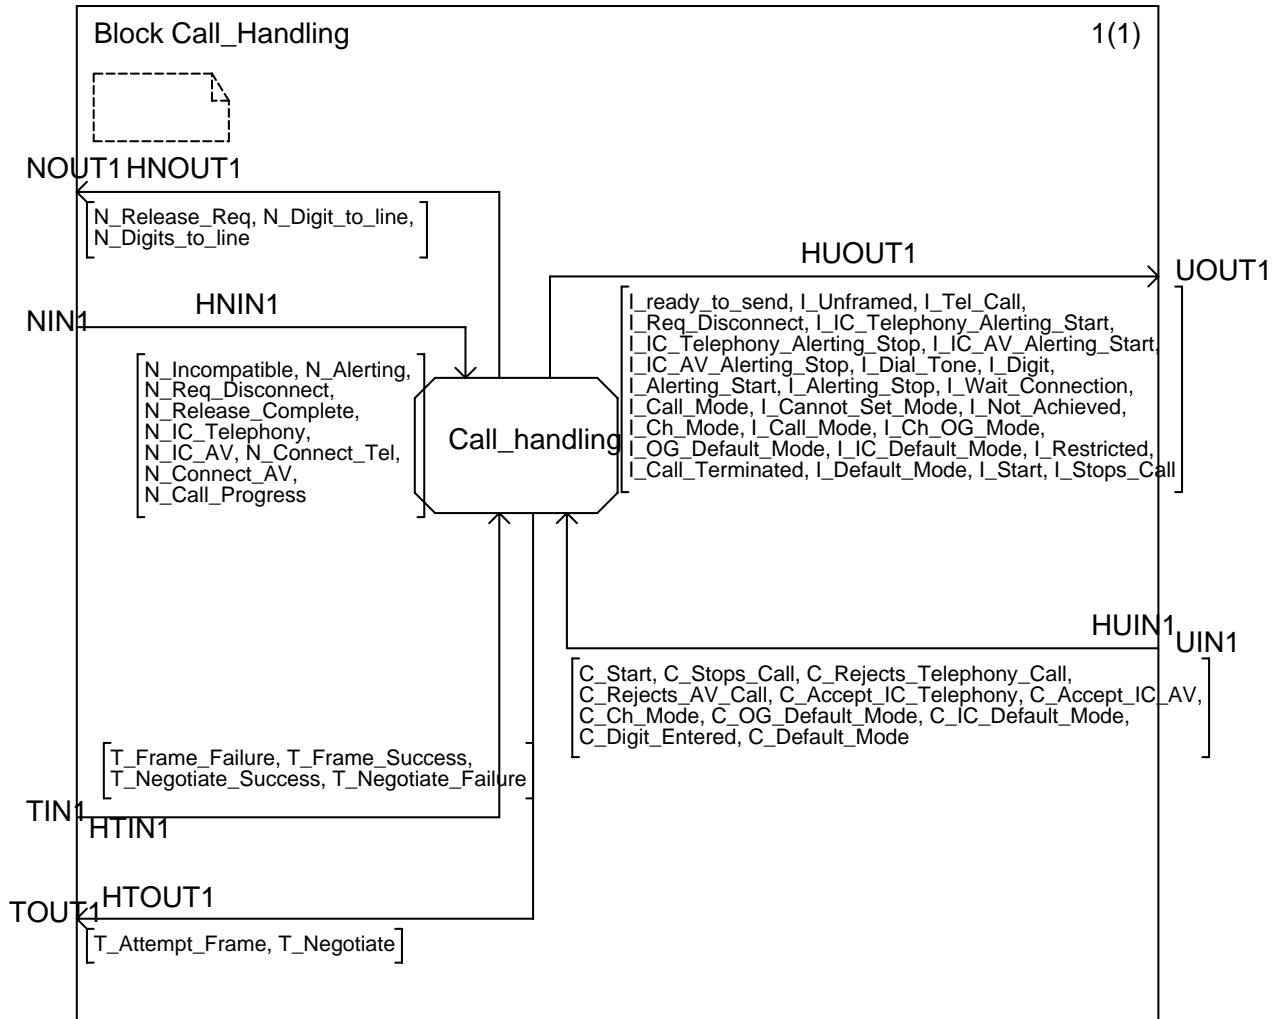 Block Call_Handling
1(1)
NOUT1 HNOUT1
N_Release_Req, N_Digit_to_line,
N_Digits_to_line
HUOUT1
UOUT1
I_ready_to_send, I_Unframed, I_Tel_Call,
I_Req_Disconnect, I_IC_Telephony_Alerting_Start,
I_IC_Telephony_Alerting_Stop, I_IC_AV_Alerting_Start,
I_IC_AV_Alerting_Stop, I_Dial_Tone, I_Digit,
I_Alerting_Start, I_Alerting_Stop, I_Wait_Connection,
I_Call_Mode, I_Cannot_Set_Mode, I_Not_Achieved,
I_Ch_Mode, I_Call_Mode, I_Ch_OG_Mode,
I_OG_Default_Mode, I_IC_Default_Mode, I_Restricted,
I_Call_Terminated, I_Default_Mode, I_Start, I_Stops_Call
HNIN1
NIN1
N_Incompatible, N_Alerting,
N_Req_Disconnect,
N_Release_Complete,
N_IC_Telephony,
N_IC_AV, N_Connect_Tel,
N_Connect_AV,
N_Call_Progress
Call_handling
HUIN1
UIN1
C_Start, C_Stops_Call, C_Rejects_Telephony_Call,
C_Rejects_AV_Call, C_Accept_IC_Telephony, C_Accept_IC_AV,
C_Ch_Mode, C_OG_Default_Mode, C_IC_Default_Mode,
C_Digit_Entered, C_Default_Mode
T_Frame_Failure, T_Frame_Success,
T_Negotiate_Success, T_Negotiate_Failure
TIN1
HTIN1
HTOUT1
TOUT1
T_Attempt_Frame, T_Negotiate